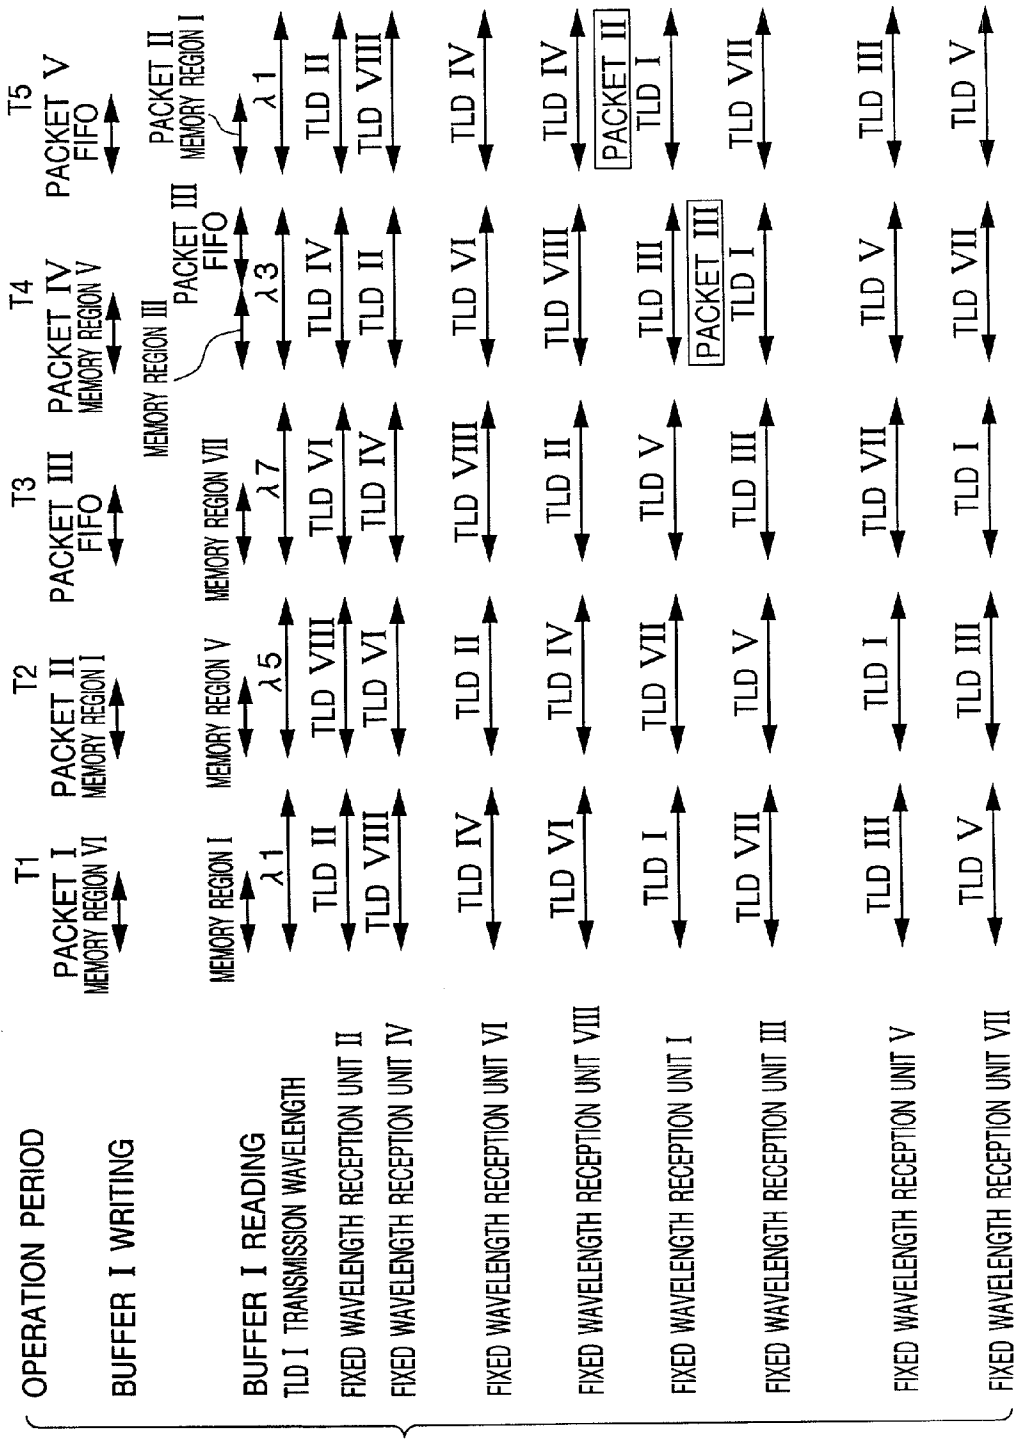 OPERATION PERIOD T1 T2 T3 T4 T5
BUFFER I WRITING
PACKET I
MEMORY REGION VI
PACKET II
MEMORY REGION I
PACKET III
FIFO
PACKET IV
MEMORY REGION V
PACKET V
FIFO
BUFFER I READING
MEMORY REGION I
MEMORY REGION V
MEMORY REGION VII
MEMORY REGION III
PACKET III
FIFO
PACKET II
MEMORY REGION I
TLD I TRANSMISSION WAVELENGTH λ1 λ5 λ7 λ3 λ1
FIXED WAVELENGTH RECEPTION UNIT II TLD II TLD VIII TLD VI TLD IV TLD II
FIXED WAVELENGTH RECEPTION UNIT IV TLD VIII TLD VI TLD IV TLD II TLD VIII
FIXED WAVELENGTH RECEPTION UNIT VI TLD IV TLD II TLD VIII TLD VI TLD IV
FIXED WAVELENGTH RECEPTION UNIT VIII TLD VI TLD IV TLD II TLD VIII TLD IV
PACKET II
FIXED WAVELENGTH RECEPTION UNIT I TLD I TLD VII TLD V TLD III TLD I
PACKET III
FIXED WAVELENGTH RECEPTION UNIT III TLD VII TLD V TLD III TLD I TLD VII
FIXED WAVELENGTH RECEPTION UNIT V TLD III TLD I TLD VII TLD V TLD III
FIXED WAVELENGTH RECEPTION UNIT VII TLD V TLD III TLD I TLD VII TLD V